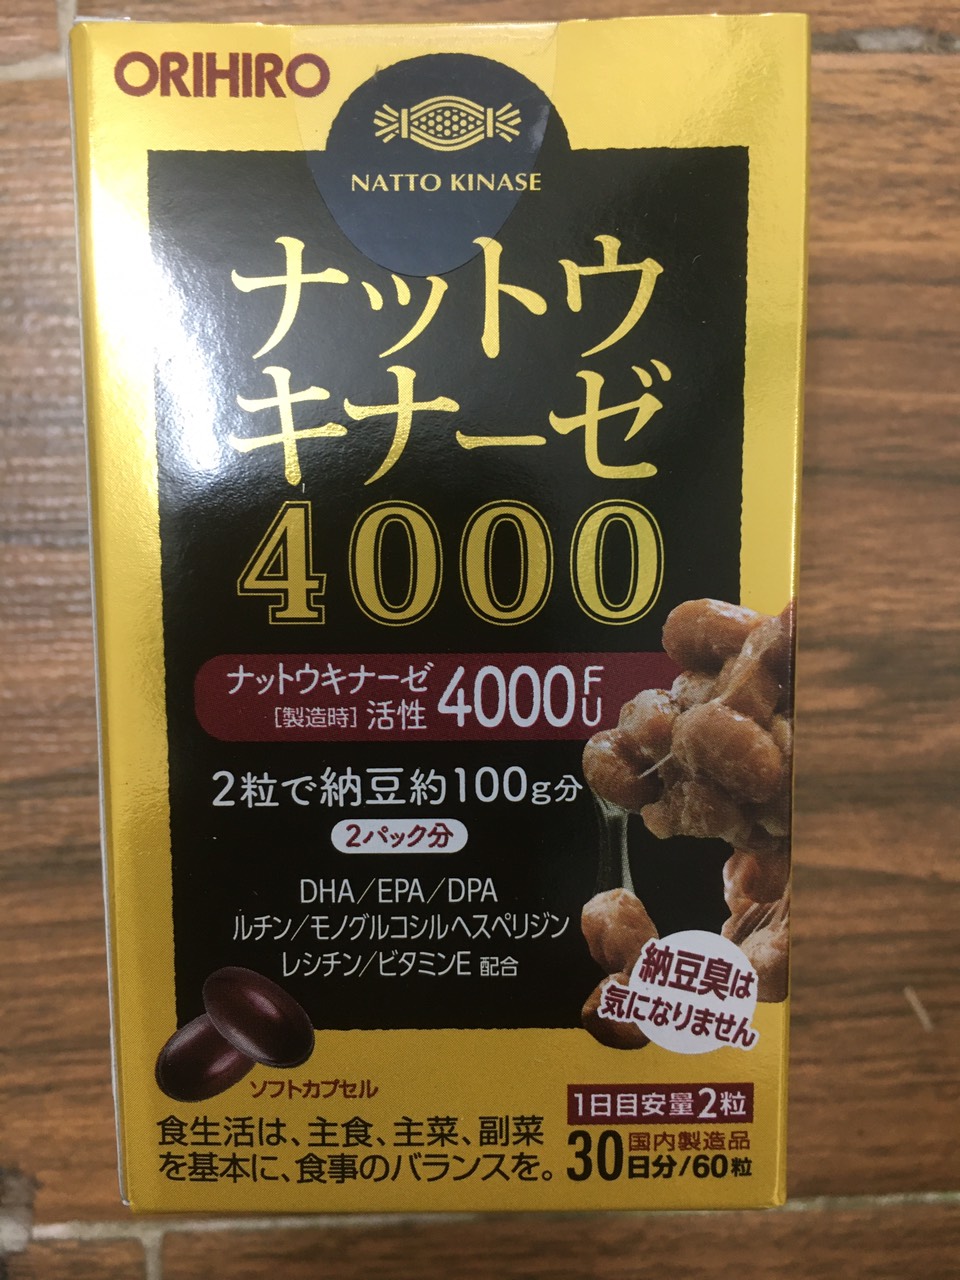 ORIHIRO
NATTO KINASE
ナットウ
キナーゼ
4000
ナットウキナーゼ
[製造時] 活性 4000FU
2粒で納豆約100g分
2パック分
DHA/EPA/DPA
ルチン/モノグルコシルヘスペリジン
レシチン/ビタミンE 配合
納豆臭は
気になりません
ソフトカプセル
食生活は、主食、主菜、副菜
を基本に、食事のバランスを。
1日目安量2粒
国内製造品
30日分/60粒